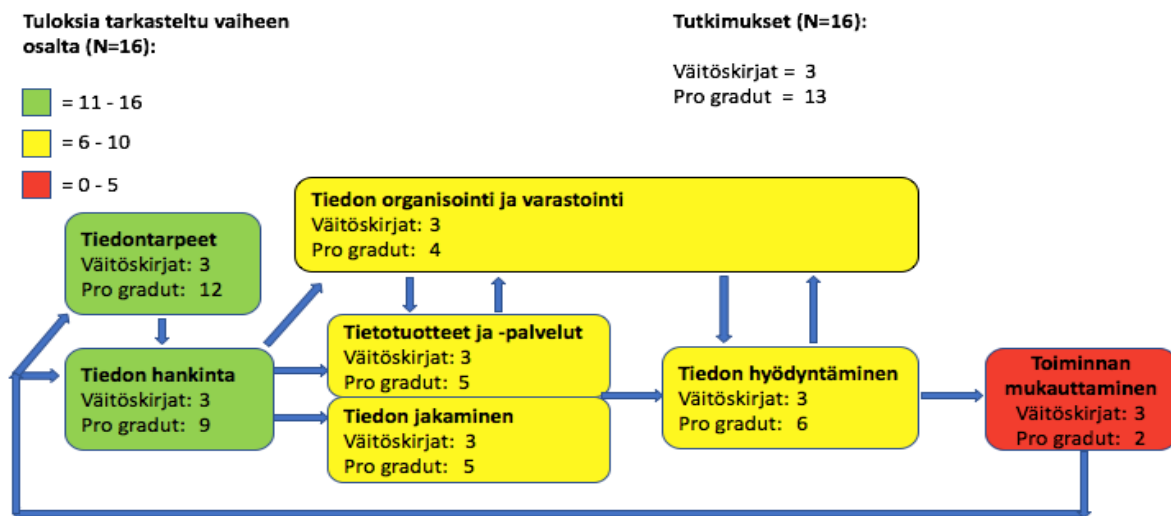 Tuloksia tarkasteltu vaiheen
osalta (N=16):
= 11 - 16
= 6 - 10
= 0 - 5
Tutkimukset (N=16):
Väitöskirjat = 3
Pro gradut = 13
Tiedon organisointi ja varastointi
Väitöskirjat: 3
Pro gradut: 4
Tiedontarpeet
Väitöskirjat: 3
Pro gradut: 12
Tiedon hankinta
Väitöskirjat: 3
Pro gradut: 9
Tietotuotteet ja -palvelut
Väitöskirjat: 3
Pro gradut: 5
Tiedon jakaminen
Väitöskirjat: 3
Pro gradut: 5
Tiedon hyödyntäminen
Väitöskirjat: 3
Pro gradut: 6
Toiminnan
mukauttaminen
Väitöskirjat: 3
Pro gradut: 2